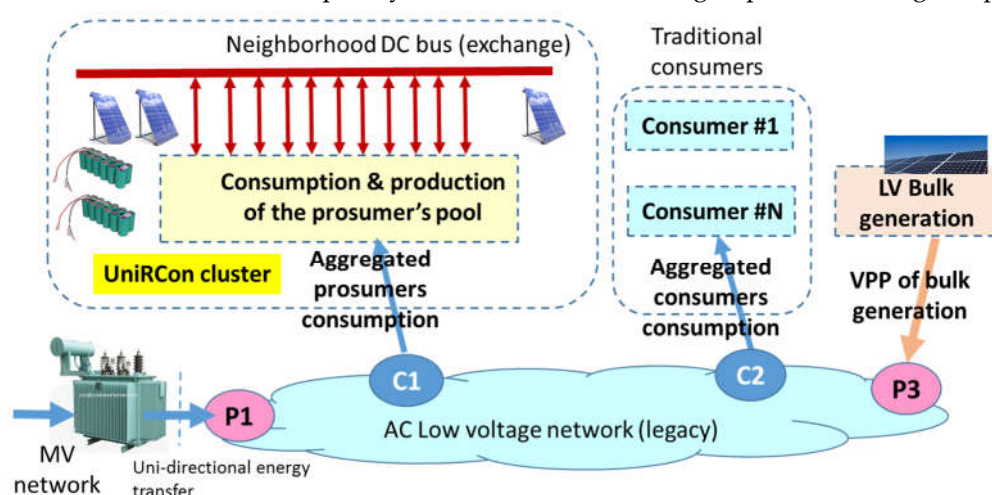 Neighborhood DC bus (exchange)
Consumption & production
of the prosumer's pool
UniRCon cluster
Aggregated
prosumers
consumption
Traditional
consumers
Consumer #1
Consumer #N
Aggregated
consumers
consumption
LV Bulk
generation
VPP of bulk
generation
C1
C2
P1
P3
AC Low voltage network (legacy)
MV
network
Uni-directional energy
transfer